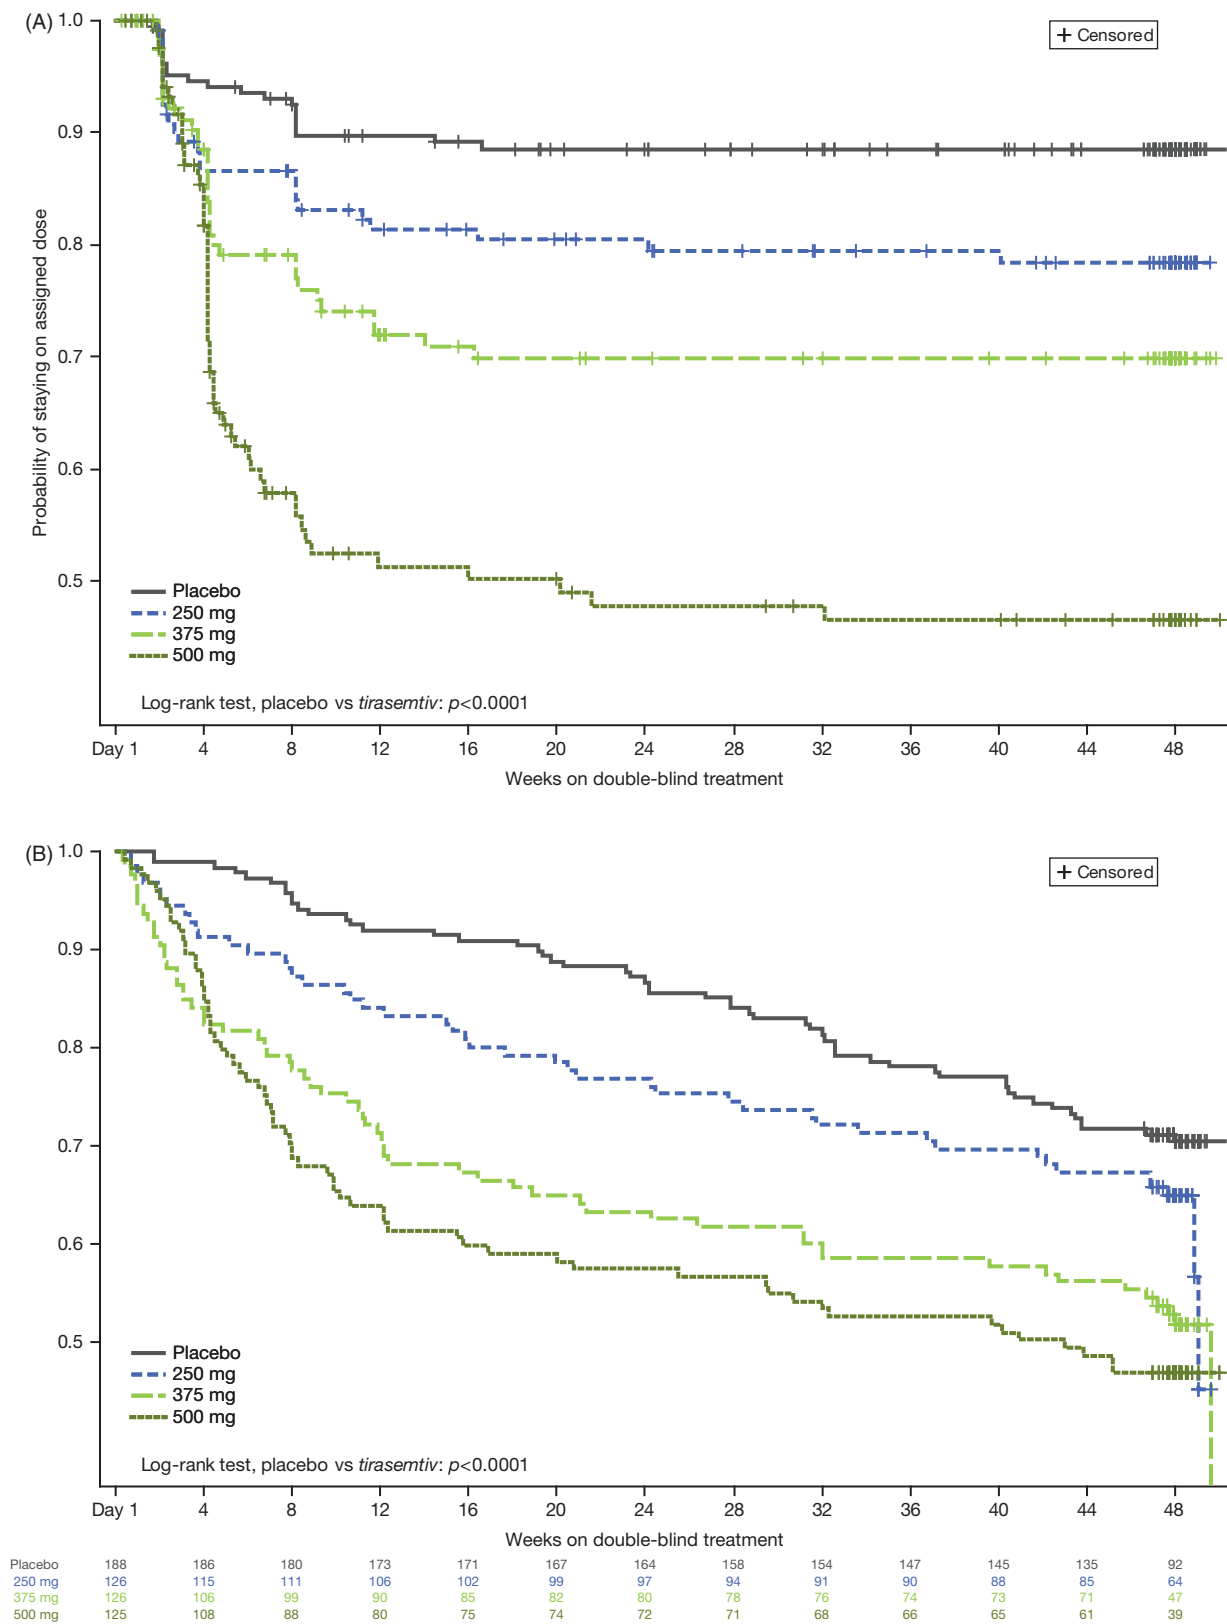 (A)
1.0
0.9
0.8
0.7
0.6
0.5
Probability of staying on assigned dose
+ Censored
Placebo
250 mg
375 mg
500 mg
Log-rank test, placebo vs tirasemtiv: p<0.0001
Day 1 4 8 12 16 20 24 28 32 36 40 44 48
Weeks on double-blind treatment
(B)
1.0
0.9
0.8
0.7
0.6
0.5
+ Censored
Placebo
250 mg
375 mg
500 mg
Log-rank test, placebo vs tirasemtiv: p<0.0001
Day 1 4 8 12 16 20 24 28 32 36 40 44 48
Weeks on double-blind treatment
Placebo 188 186 180 173 171 167 164 158 154 147 145 135 92
250 mg 126 115 111 106 102 99 97 94 91 90 88 85 64
375 mg 126 106 99 90 85 82 80 78 76 74 73 71 47
500 mg 125 108 88 80 75 74 72 71 68 66 65 61 39